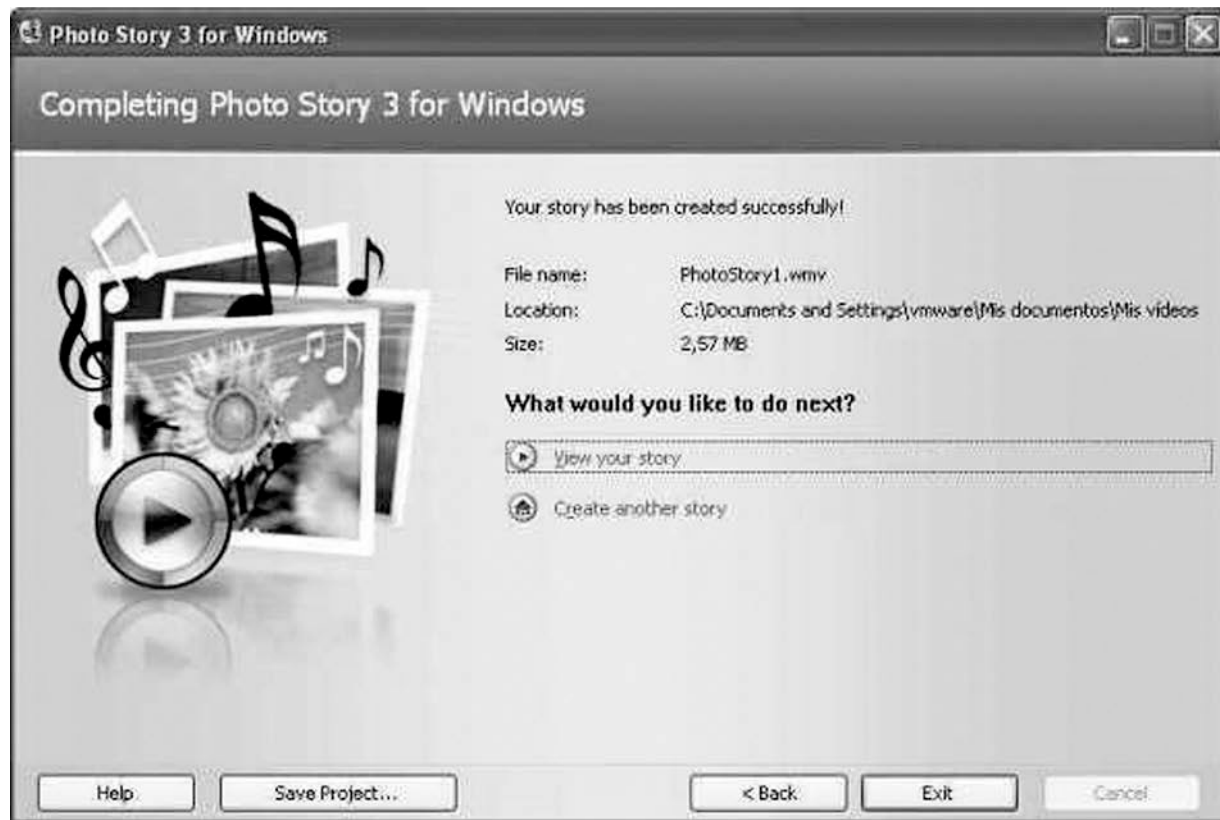 Photo Story 3 for Windows
Completing Photo Story 3 for Windows
Your story has been created successfully!
File name: PhotoStory1.wmv
Location: C:\Documents and Settings\vmware\Mis documentos\Mis vídeos
Size: 2,57 MB
What would you like to do next?
View your story
Create another story
Help Save Project... < Back Exit Cancel